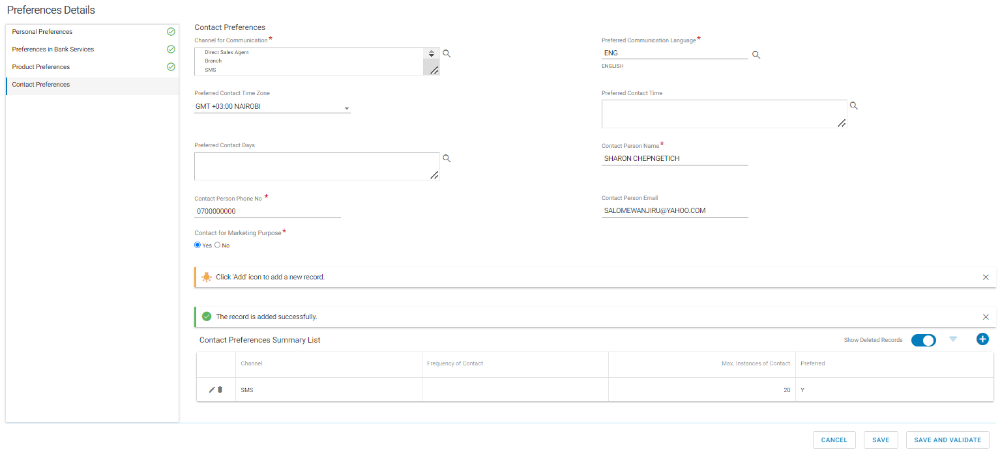 Preferences Details
Personal Preferences
Preferences in Bank Services
Product Preferences
Contact Preferences
Contact Preferences
Channel for Communication *
Direct Sales Agent
Branch
SMS
Preferred Communication Language *
ENG
ENGLISH
Preferred Contact Time Zone
GMT +03:00 NAIROBI
Preferred Contact Time
Preferred Contact Days
Contact Person Name *
SHARON CHEPNGETICH
Contact Person Phone No *
0700000000
Contact Person Email
SALOMEWANJIRU@YAHOO.COM
Contact for Marketing Purpose *
Yes No
Click 'Add' icon to add a new record.
The record is added successfully.
Contact Preferences Summary List
Show Deleted Records
Channel Frequency of Contact Max. Instances of Contact Preferred
SMS 20 Y
CANCEL SAVE SAVE AND VALIDATE